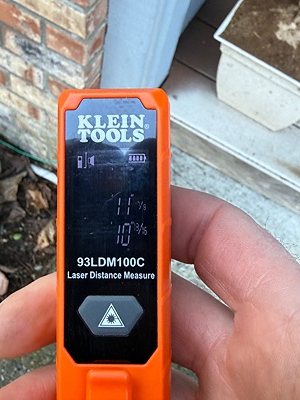 KLEIN
TOOLS®
93LDM100C
Laser Distance Measure